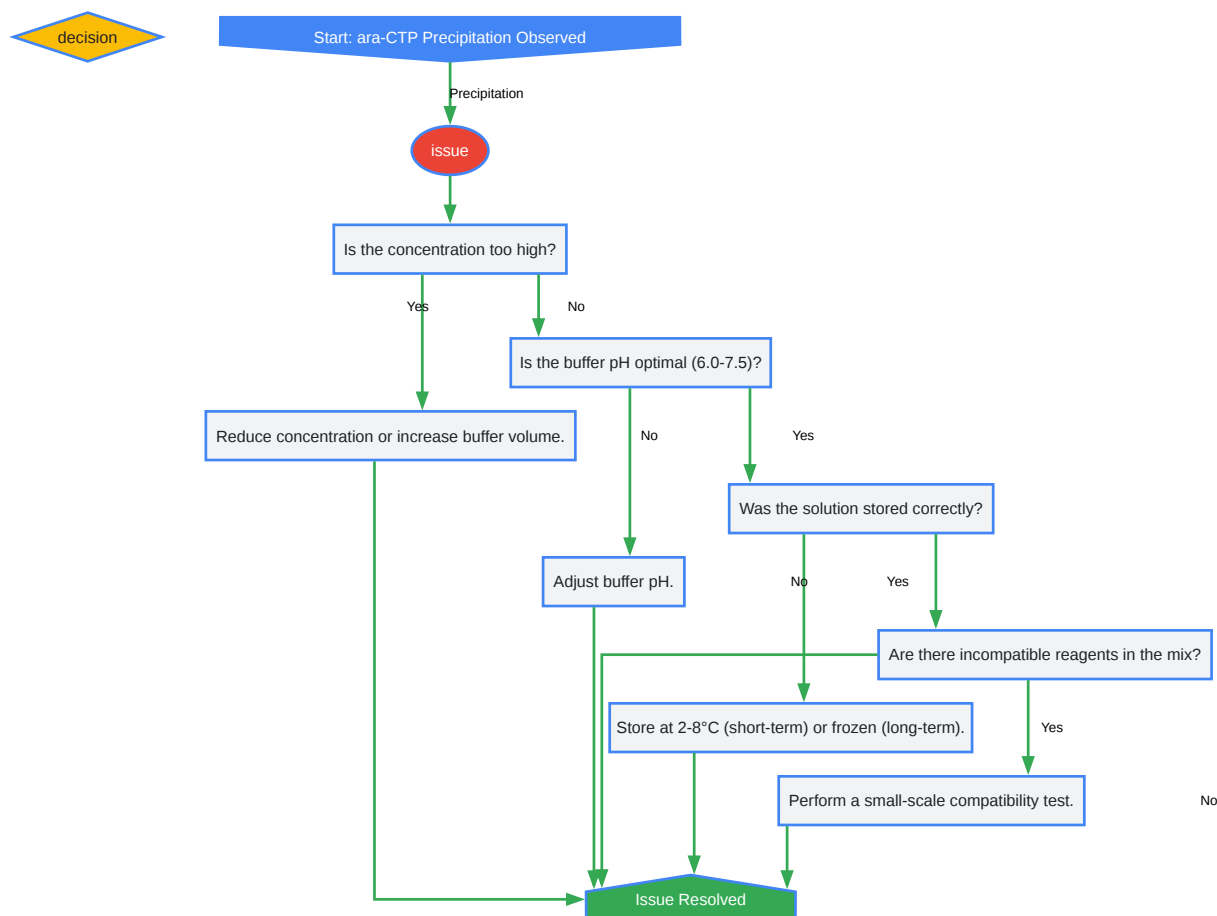 decision
Start: ara-CTP Precipitation Observed
Precipitation
issue
Is the concentration too high?
Yes
No
Is the buffer pH optimal (6.0-7.5)?
Reduce concentration or increase buffer volume.
No
Yes
Was the solution stored correctly?
Adjust buffer pH.
No
Yes
Are there incompatible reagents in the mix?
Store at 2-8°C (short-term) or frozen (long-term).
Yes
Perform a small-scale compatibility test.
No
Issue Resolved